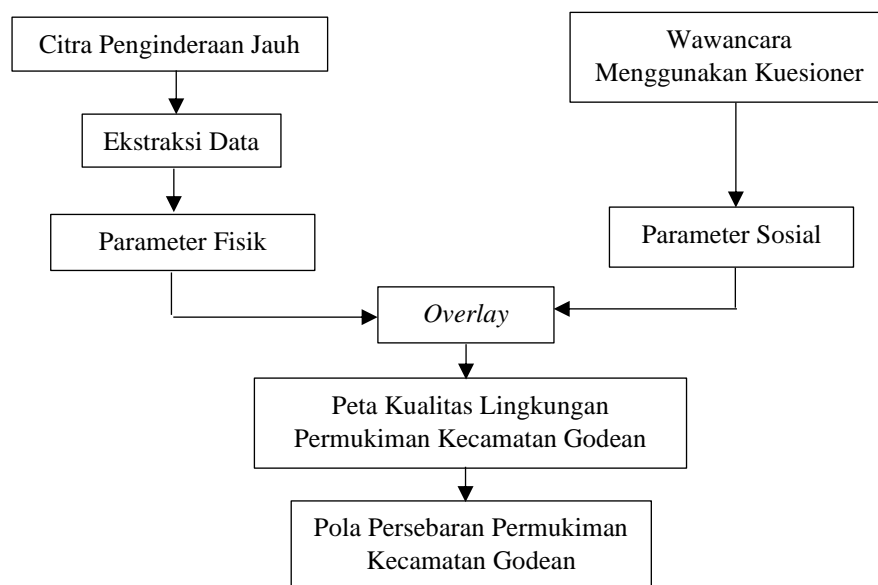 Citra Penginderaan Jauh
Wawancara
Menggunakan Kuesioner
Ekstraksi Data
Parameter Fisik
Parameter Sosial
Overlay
Peta Kualitas Lingkungan
Permukiman Kecamatan Godean
Pola Persebaran Permukiman
Kecamatan Godean